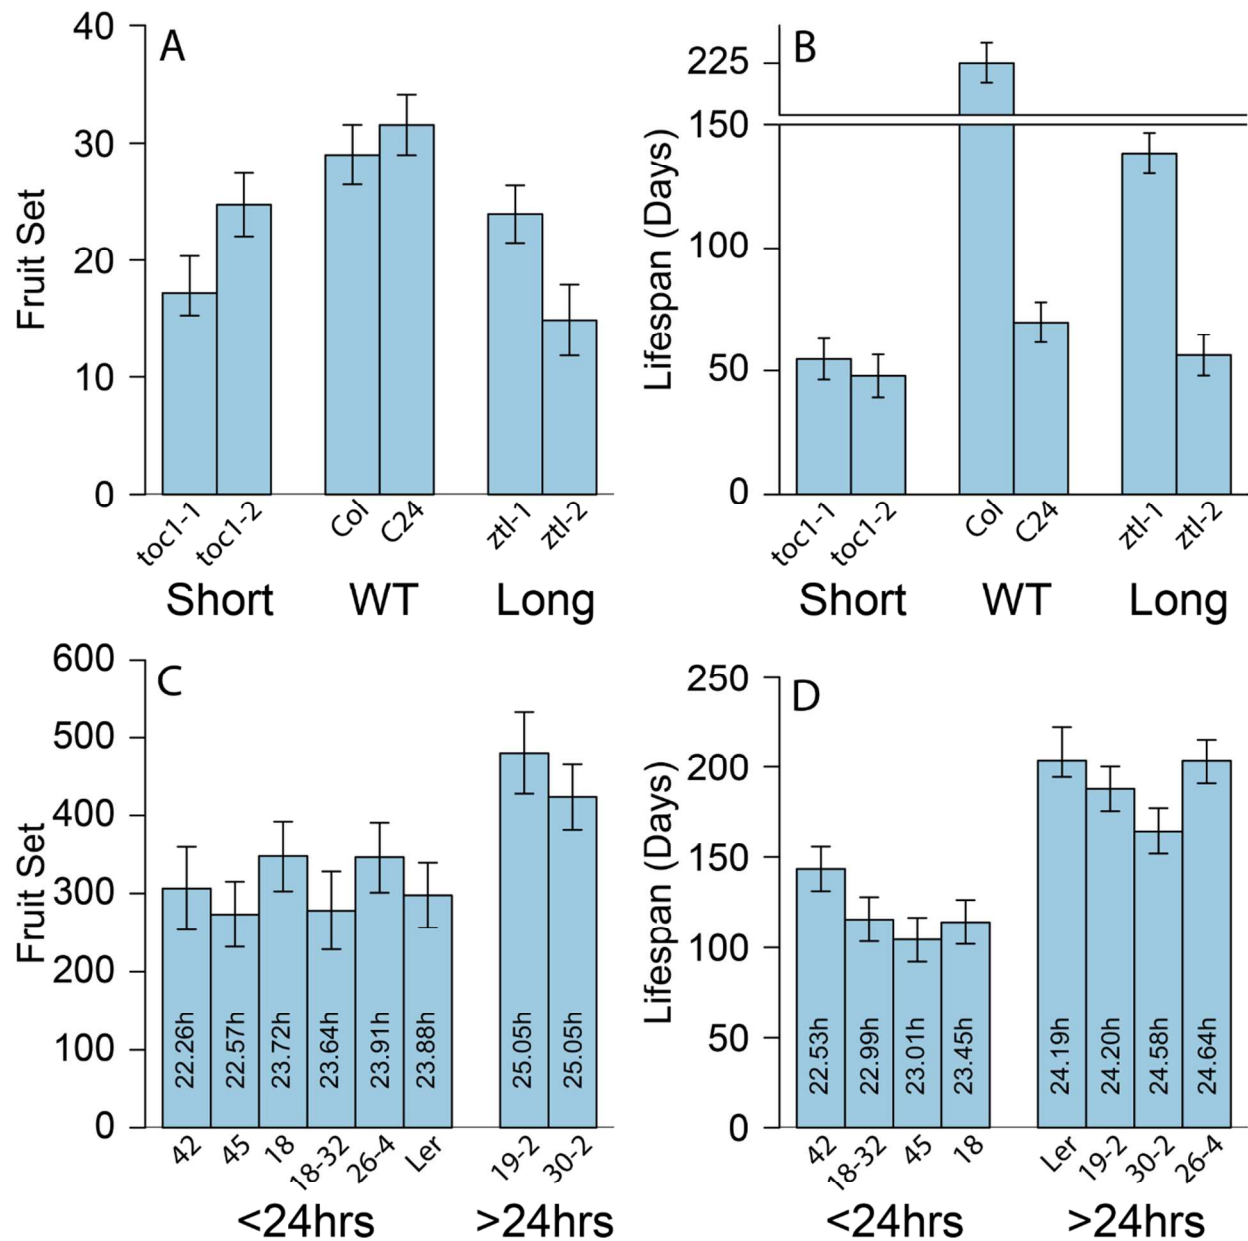 A
Fruit Set
40
30
20
10
0
toc1-1
toc1-2
Col
C24
ztl-1
ztl-2
Short WT Long
B
Lifespan (Days)
225
150
100
50
0
toc1-1
toc1-2
Col
C24
ztl-1
ztl-2
Short WT Long
C
Fruit Set
600
500
400
300
200
100
0
22.26h
22.57h
23.72h
23.64h
23.91h
23.88h
25.05h
25.05h
42
45
18
18-32
26-4
Ler
19-2
30-2
<24hrs >24hrs
D
Lifespan (Days)
250
200
150
100
50
0
22.53h
22.99h
23.01h
23.45h
24.19h
24.20h
24.58h
24.64h
42
18-32
45
18
Ler
19-2
30-2
26-4
<24hrs >24hrs